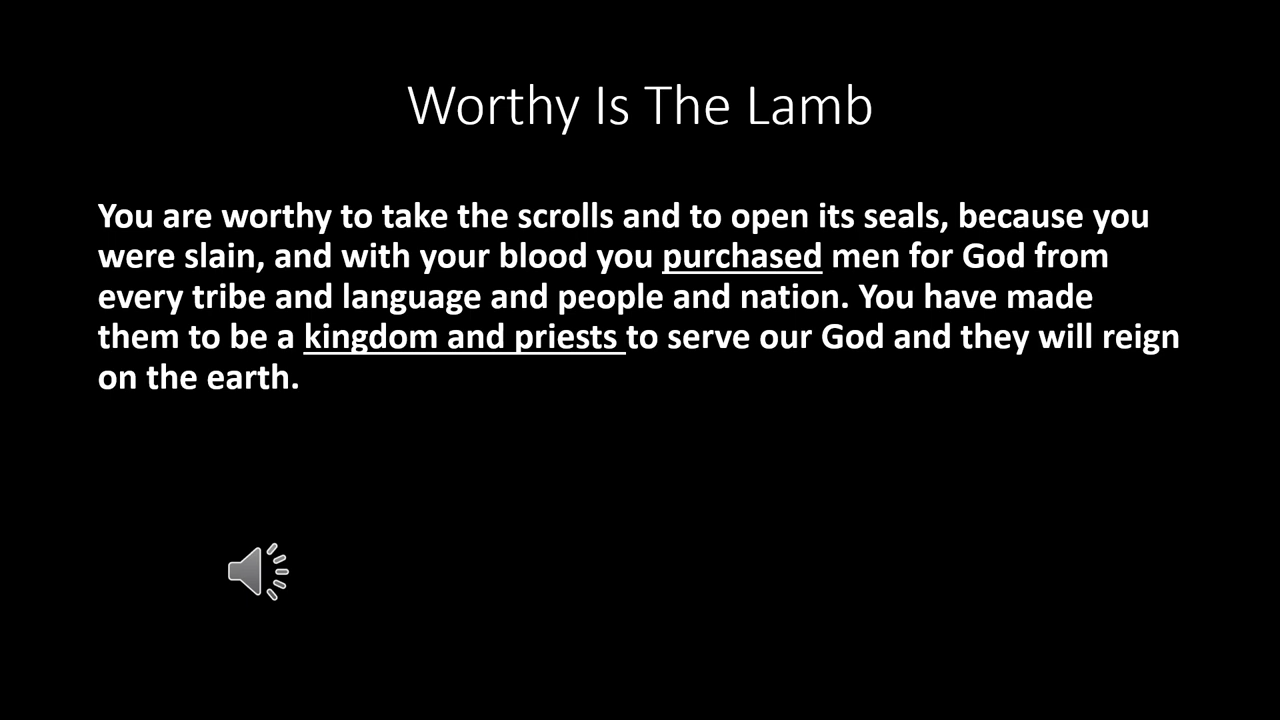 Worthy Is The Lamb
You are worthy to take the scrolls and to open its seals, because you
were slain, and with your blood you purchased men for God from
every tribe and language and people and nation. You have made
them to be a kingdom and priests to serve our God and they will reign
on the earth.